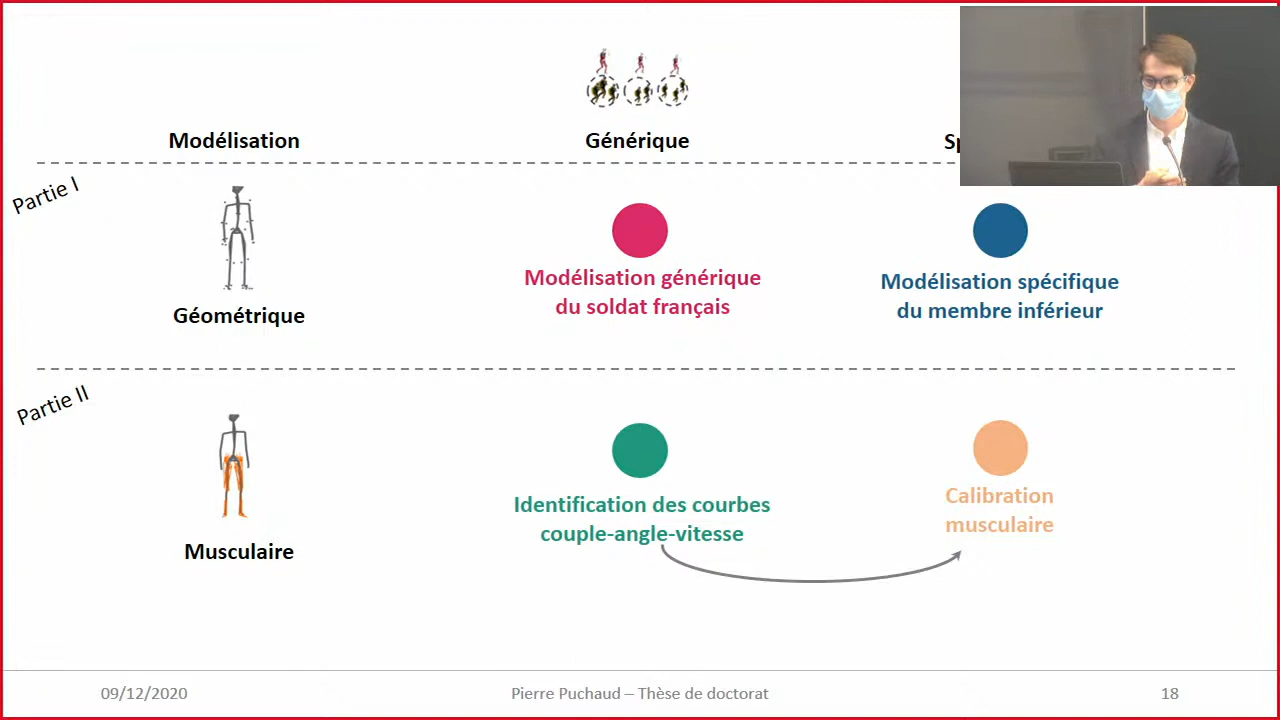 Modélisation
Générique
Partie I
Géométrique
Modélisation générique
du soldat français
Modélisation spécifique
du membre inférieur
Partie II
Musculaire
Identification des courbes
couple-angle-vitesse
Calibration
musculaire
09/12/2020
Pierre Puchaud – Thèse de doctorat
18